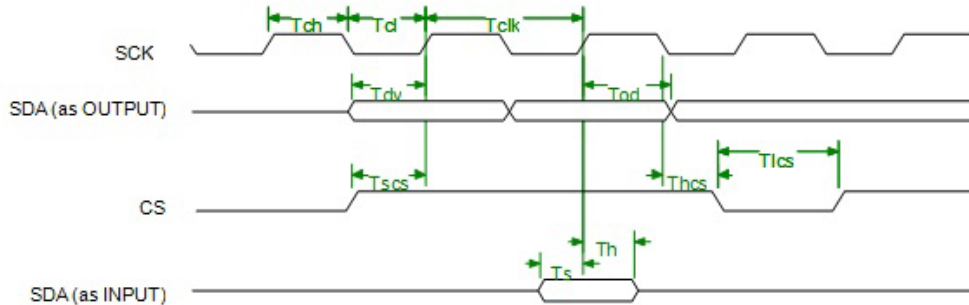 Tch Tcl Tclk
SCK
Tdv Tod
SDA (as OUTPUT)
Tlcs
Tscs Thcs
CS
Th
Ts
SDA (as INPUT)